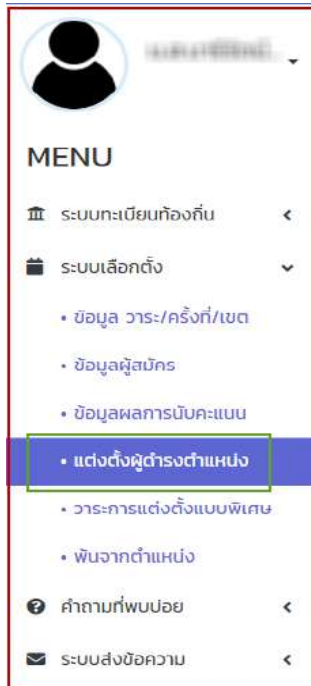 MENU
ระบบทะเบียนท้องถิ่น
ระบบเลือกตั้ง
• ข้อมูล วาระ/ครั้งที่/เขต
• ข้อมูลผู้สมัคร
• ข้อมูลผลการนับคะแนน
• แต่งตั้งผู้ดำรงตำแหน่ง
• วาระการแต่งตั้งแบบพิเศษ
• พ้นจากตำแหน่ง
คำถามที่พบบ่อย
ระบบส่งข้อความ